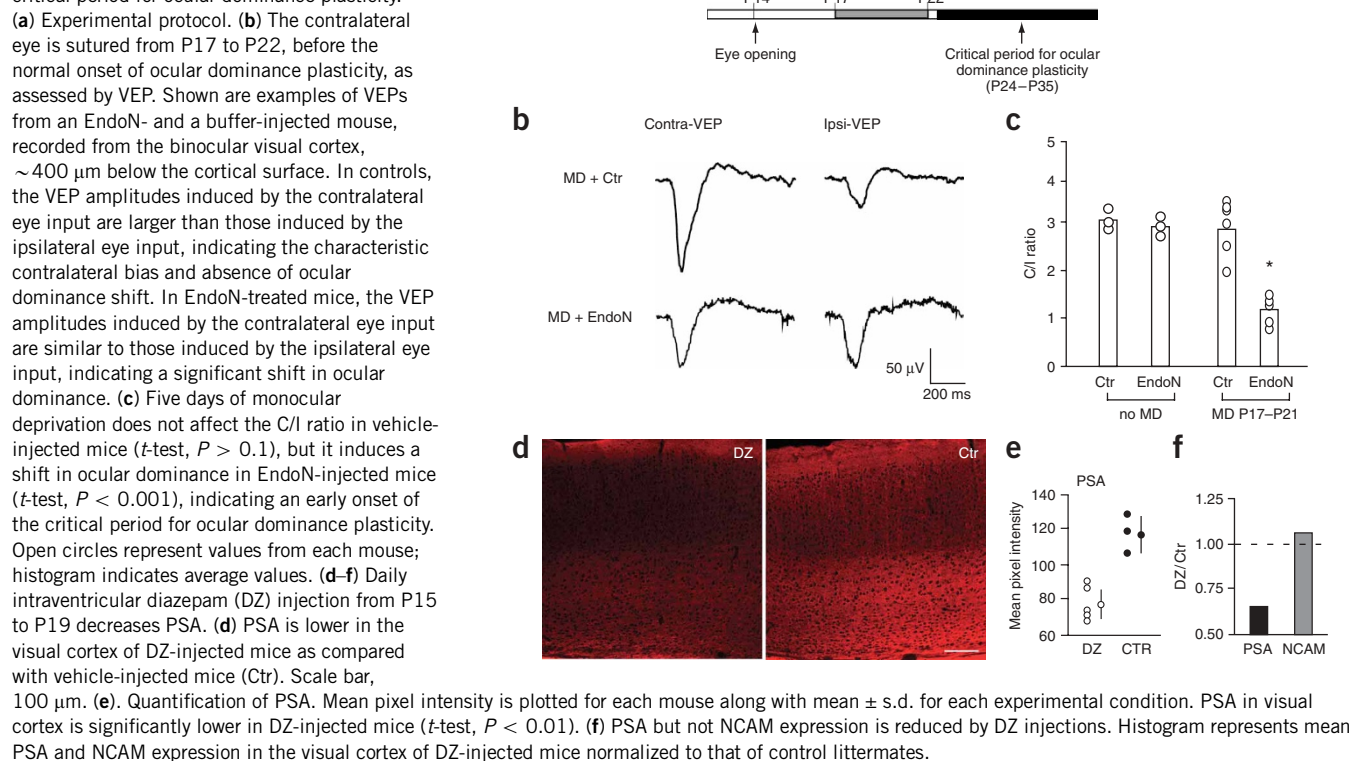 critical period for ocular dominance plasticity.
(a) Experimental protocol. (b) The contralateral
eye is sutured from P17 to P22, before the
normal onset of ocular dominance plasticity, as
assessed by VEP. Shown are examples of VEPs
from an EndoN- and a buffer-injected mouse,
recorded from the binocular visual cortex,
~400 μm below the cortical surface. In controls,
the VEP amplitudes induced by the contralateral
eye input are larger than those induced by the
ipsilateral eye input, indicating the characteristic
contralateral bias and absence of ocular
dominance shift. In EndoN-treated mice, the VEP
amplitudes induced by the contralateral eye input
are similar to those induced by the ipsilateral eye
input, indicating a significant shift in ocular
dominance. (c) Five days of monocular
deprivation does not affect the C/I ratio in vehicle-
injected mice (t-test, P > 0.1), but it induces a
shift in ocular dominance in EndoN-injected mice
(t-test, P < 0.001), indicating an early onset of
the critical period for ocular dominance plasticity.
Open circles represent values from each mouse;
histogram indicates average values. (d–f) Daily
intraventricular diazepam (DZ) injection from P15
to P19 decreases PSA. (d) PSA is lower in the
visual cortex of DZ-injected mice as compared
with vehicle-injected mice (Ctr). Scale bar,
100 μm. (e). Quantification of PSA. Mean pixel intensity is plotted for each mouse along with mean ± s.d. for each experimental condition. PSA in visual
cortex is significantly lower in DZ-injected mice (t-test, P < 0.01). (f) PSA but not NCAM expression is reduced by DZ injections. Histogram represents mean
PSA and NCAM expression in the visual cortex of DZ-injected mice normalized to that of control littermates.
P14 P17 P22
Eye opening
Critical period for ocular
dominance plasticity
(P24–P35)
b
Contra-VEP Ipsi-VEP
MD + Ctr
MD + EndoN
50 μV
200 ms
c
C/I ratio
5
4
3
2
1
0
*
Ctr EndoN Ctr EndoN
no MD MD P17–P21
d
DZ
Ctr
e
PSA
Mean pixel intensity
140
120
100
80
60
DZ CTR
f
DZ/Ctr
1.25
1.00
0.75
0.50
PSA NCAM